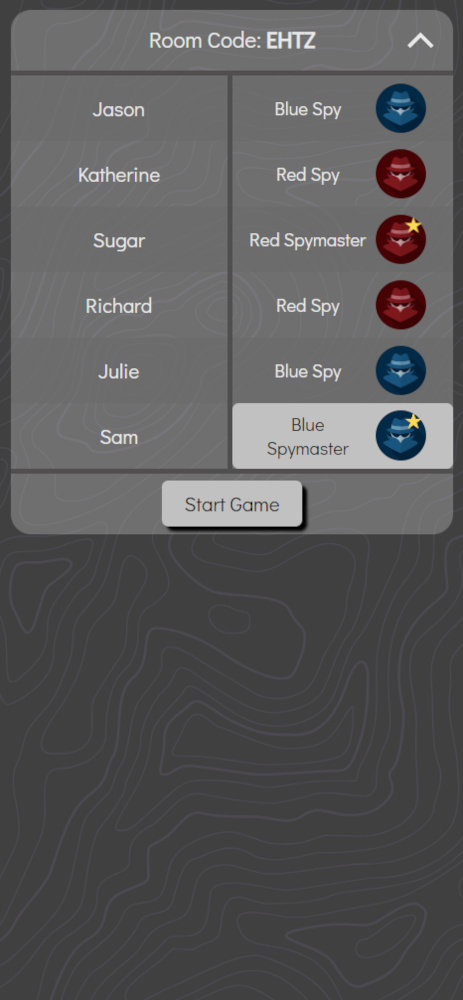 Room Code: EHTZ
Jason Blue Spy
Katherine Red Spy
Sugar Red Spymaster
Richard Red Spy
Julie Blue Spy
Sam Blue
Spymaster
Start Game